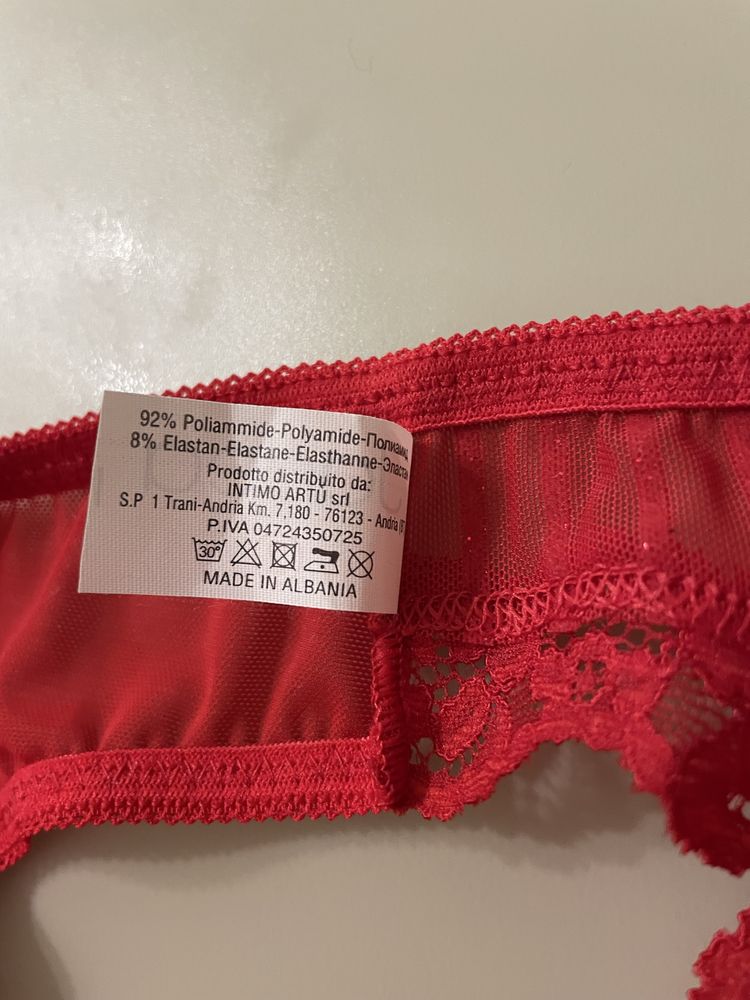 92% Poliammide-Polyamide-Полиамид
8% Elastan-Elastane-Elasthanne-Эластан
Prodotto distribuito da:
INTIMO ARTÙ srl
S.P 1 Trani-Andria Km. 7,180 - 76123 - Andria
P.IVA 04724350725
30°
MADE IN ALBANIA